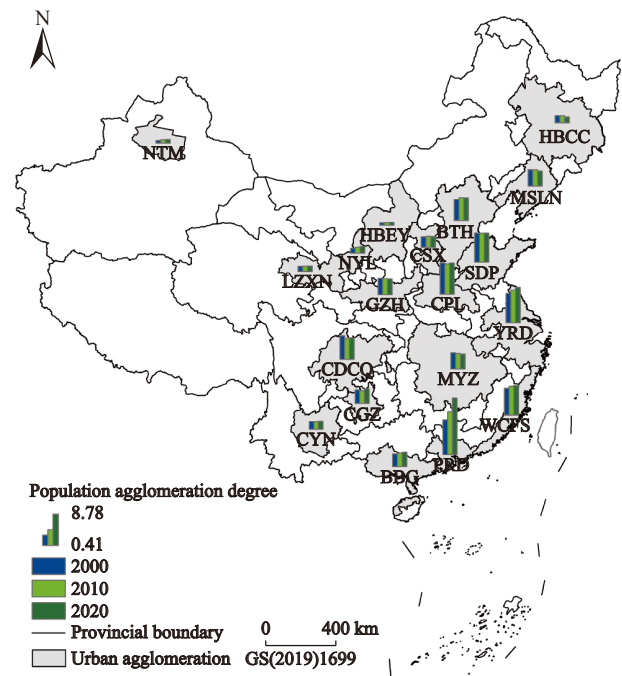 N
HBCC
NTM
MSLN
HBEY
BTH
NYL
CSX
SDP
LZXN
GZH
CPL
YRD
CDCQ
MYZ
CGZ
WCFS
CYN
PRD
BBG
Population agglomeration degree
8.78
0.41
2000
2010
2020
Provincial boundary
0 400 km
Urban agglomeration GS(2019)1699